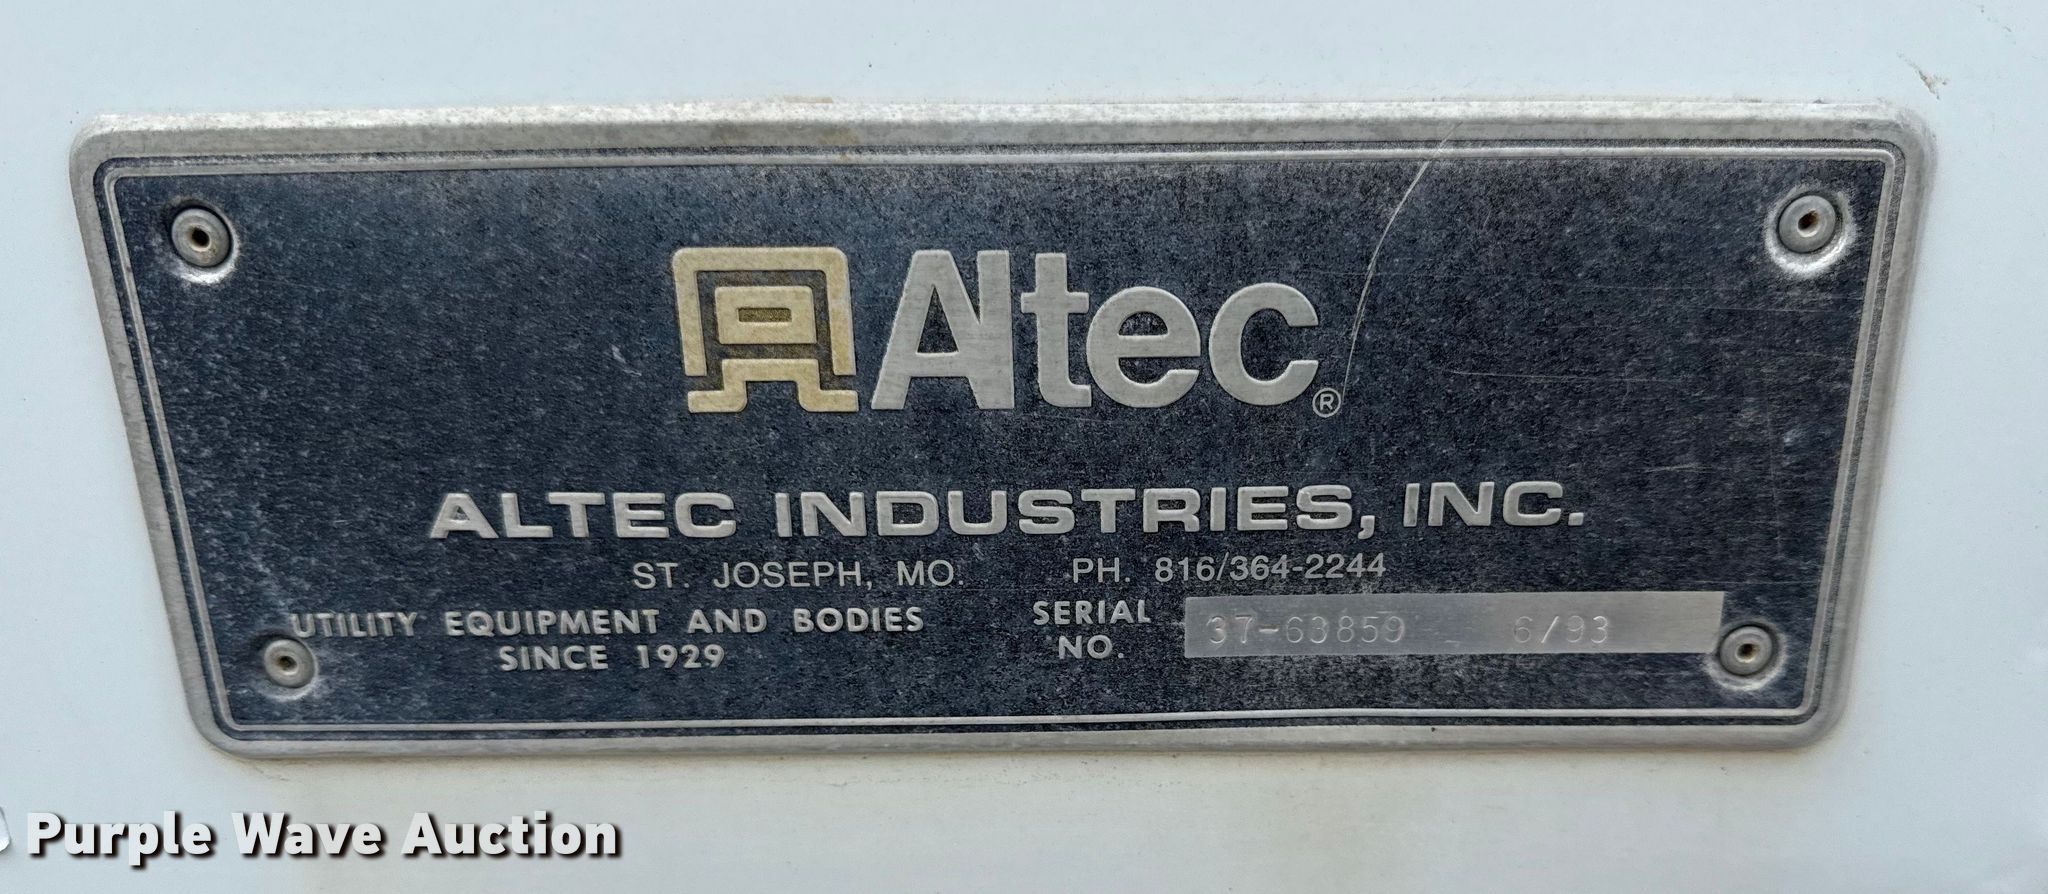 Altec®
ALTEC INDUSTRIES, INC.
ST. JOSEPH, MO. PH. 816/364-2244
UTILITY EQUIPMENT AND BODIES
SINCE 1929
SERIAL
NO.
37-63859 6/93
Purple Wave Auction